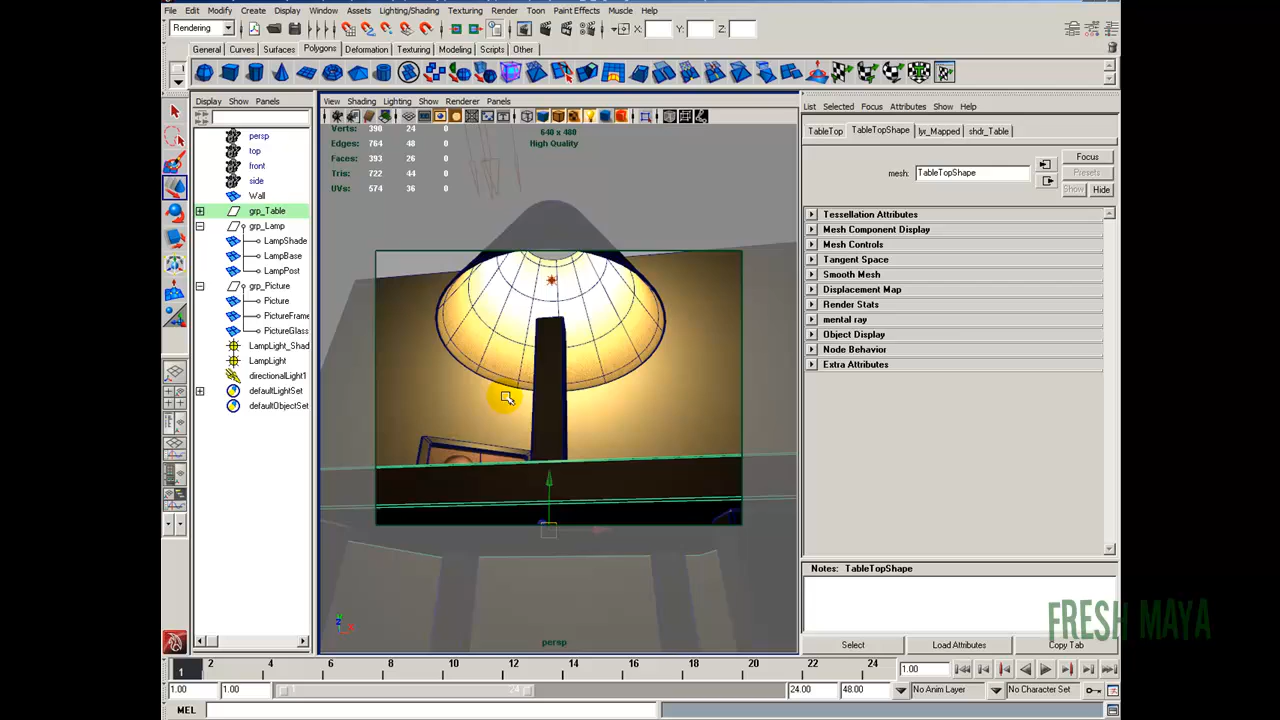 File Edit Modify Create Display Window Assets Lighting/Shading Texturing Render Toon Paint Effects Muscle Help
Rendering X: Y: Z:
General Curves Surfaces Polygons Deformation Texturing Modeling Scripts Other
Display Show Panels
View Shading Lighting Show Renderer Panels
List Selected Focus Attributes Show Help
persp
top
front
side
Wall
grp_Table
grp_Lamp
LampShade
LampBase
LampPost
grp_Picture
Picture
PictureFrame
PictureGlass
LampLight_Shad
LampLight
directionalLight1
defaultLightSet
defaultObjectSet
Verts: 390 24 0
Edges: 764 48 0
Faces: 393 26 0
Tris: 722 44 0
UVs: 574 36 0
640 x 480
High Quality
persp
TableTop TableTopShape lyr_Mapped shdr_Table
mesh: TableTopShape
Focus
Presets
Show Hide
Tessellation Attributes
Mesh Component Display
Mesh Controls
Tangent Space
Smooth Mesh
Displacement Map
Render Stats
mental ray
Object Display
Node Behavior
Extra Attributes
Notes: TableTopShape
Select Load Attributes Copy Tab
FRESH MAYA
1 2 4 6 8 10 12 14 16 18 20 22 24 1.00
1.00 1.00 1 24 24.00 48.00 No Anim Layer No Character Set
MEL